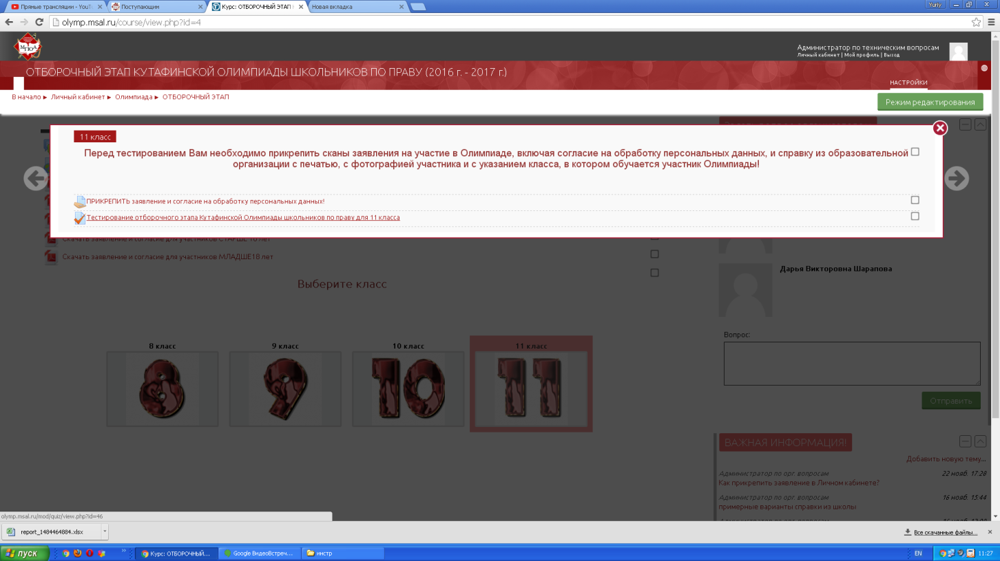 Прямые трансляции - YouTu
Поступающим
Курс: ОТБОРОЧНЫЙ ЭТАП
Новая вкладка
Yuriy
olymp.msal.ru/course/view.php?id=4
МГЮА
Администратор по техническим вопросам
Личный кабинет | Мой профиль | Выход
ОТБОРОЧНЫЙ ЭТАП КУТАФИНСКОЙ ОЛИМПИАДЫ ШКОЛЬНИКОВ ПО ПРАВУ (2016 г. - 2017 г.)
НАСТРОЙКИ
В начало ► Личный кабинет ► Олимпиада ► ОТБОРОЧНЫЙ ЭТАП
Режим редактирования
11 класс
Перед тестированием Вам необходимо прикрепить сканы заявления на участие в Олимпиаде, включая согласие на обработку персональных данных, и справку из образовательной
организации с печатью, с фотографией участника и с указанием класса, в котором обучается участник Олимпиады!
ПРИКРЕПИТЬ заявление и согласие на обработку персональных данных!
Тестирование отборочного этапа Кутафинской Олимпиады школьников по праву для 11 класса
Скачать заявление и согласие для участников СТАРШЕ 18 лет
Скачать заявление и согласие для участников МЛАДШЕ18 лет
Дарья Викторовна Шарапова
Выберите класс
Вопрос:
8 класс
9 класс
10 класс
11 класс
8
9
10
11
Отправить
ВАЖНАЯ ИНФОРМАЦИЯ!
Добавить новую тему...
Администратор по орг. вопросам
22 нояб. 17:28
Как прикрепить заявление в Личном кабинете?
Администратор по орг. вопросам
16 нояб. 15:44
примерные варианты справки из школы
olymp.msal.ru/mod/quiz/view.php?id=46
report_1484464884.xlsx
Все скачанные файлы...
пуск
Курс: ОТБОРОЧНЫЙ...
Google ВидеоВстреч...
инстр
EN
11:27